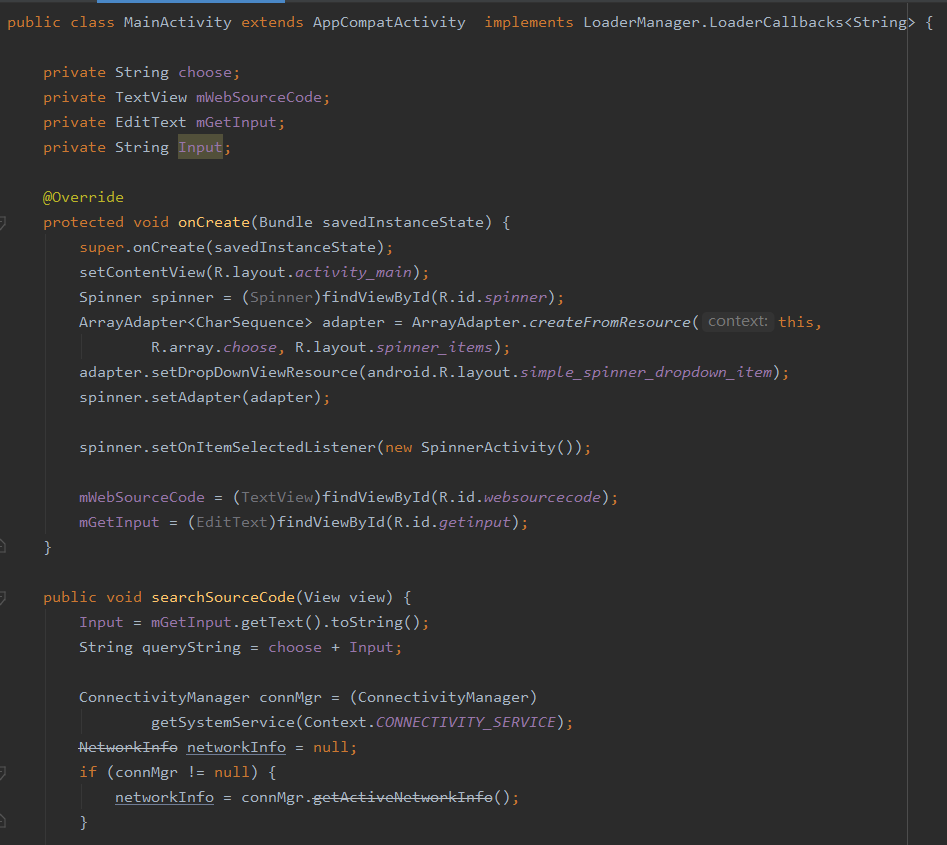 public class MainActivity extends AppCompatActivity  implements LoaderManager.LoaderCallbacks<String> {

    private String choose;
    private TextView mWebSourceCode;
    private EditText mGetInput;
    private String Input;

    @Override
    protected void onCreate(Bundle savedInstanceState) {
        super.onCreate(savedInstanceState);
        setContentView(R.layout.activity_main);
        Spinner spinner = (Spinner)findViewById(R.id.spinner);
        ArrayAdapter<CharSequence> adapter = ArrayAdapter.createFromResource( context: this,
                R.array.choose, R.layout.spinner_items);
        adapter.setDropDownViewResource(android.R.layout.simple_spinner_dropdown_item);
        spinner.setAdapter(adapter);

        spinner.setOnItemSelectedListener(new SpinnerActivity());

        mWebSourceCode = (TextView)findViewById(R.id.websourcecode);
        mGetInput = (EditText)findViewById(R.id.getinput);
    }

    public void searchSourceCode(View view) {
        Input = mGetInput.getText().toString();
        String queryString = choose + Input;

        ConnectivityManager connMgr = (ConnectivityManager)
                getSystemService(Context.CONNECTIVITY_SERVICE);
        NetworkInfo networkInfo = null;
        if (connMgr != null) {
            networkInfo = connMgr.getActiveNetworkInfo();
        }